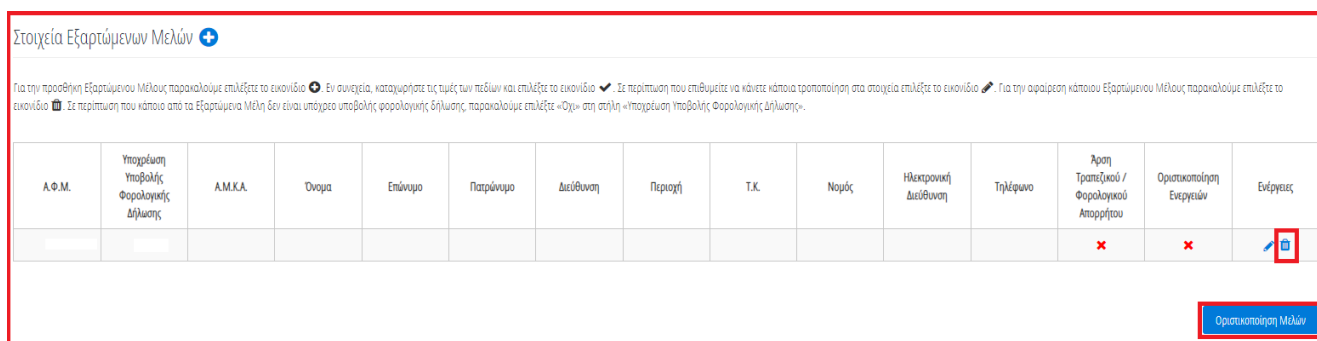 Στοιχεία Εξαρτώμενων Μελών
Για την προσθήκη Εξαρτώμενου Μέλους παρακαλούμε επιλέξετε το εικονίδιο . Εν συνεχεία, καταχωρήστε τις τιμές των πεδίων και επιλέξτε το εικονίδιο ✔. Σε περίπτωση που επιθυμείτε να κάνετε κάποια τροποποίηση στα στοιχεία επιλέξτε το εικονίδιο . Για την αφαίρεση κάποιου Εξαρτώμενου Μέλους παρακαλούμε επιλέξτε το
εικονίδιο . Σε περίπτωση που κάποιο από τα Εξαρτώμενα Μέλη δεν είναι υπόχρεο υποβολής φορολογικής δήλωσης, παρακαλούμε επιλέξτε «Όχι» στη στήλη «Υποχρέωση Υποβολής Φορολογικής Δήλωσης».
Α.Φ.Μ.
Υποχρέωση
Υποβολής
Φορολογικής
Δήλωσης
Α.Μ.Κ.Α.
Όνομα
Επώνυμο
Πατρώνυμο
Διεύθυνση
Περιοχή
Τ.Κ.
Νομός
Ηλεκτρονική
Διεύθυνση
Τηλέφωνο
Άρση
Τραπεζικού /
Φορολογικού
Απορρήτου
Οριστικοποίηση
Ενεργειών
Ενέργειες
Οριστικοποίηση Μελών